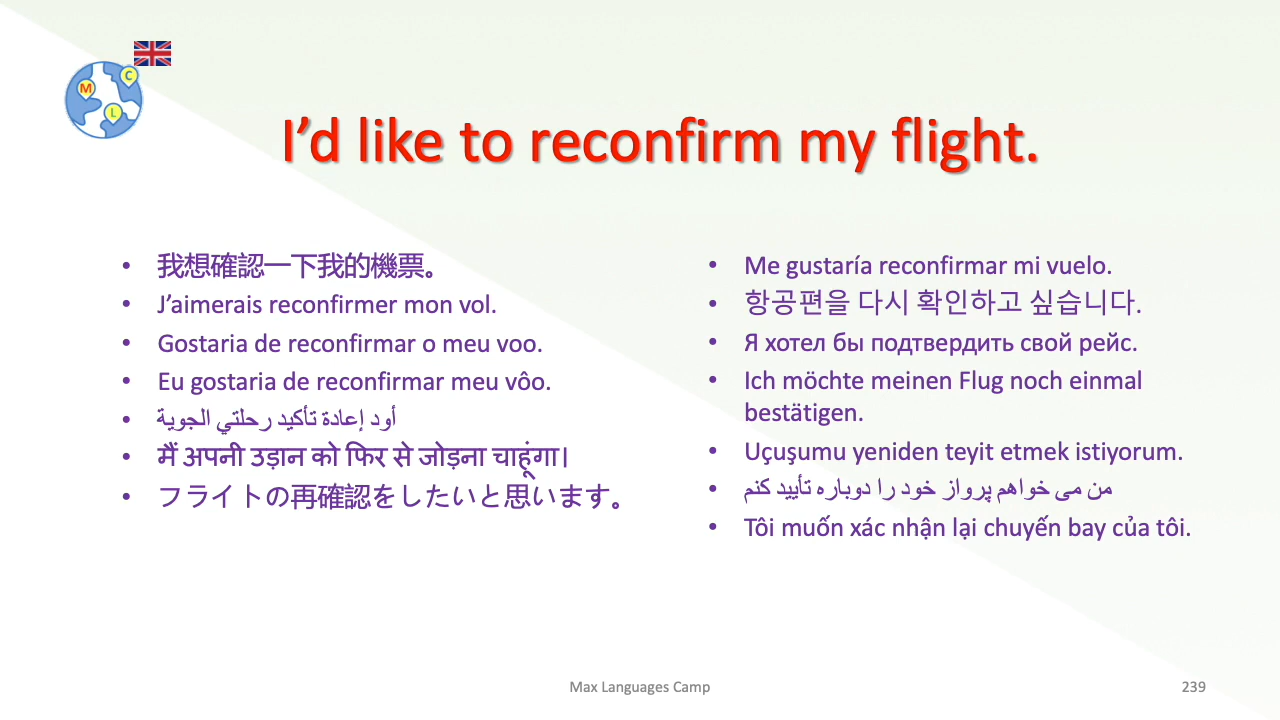 M
C
L
I’d like to reconfirm my flight.
• 我想確認一下我的機票。
• J’aimerais reconfirmer mon vol.
• Gostaria de reconfirmar o meu voo.
• Eu gostaria de reconfirmar meu vôo.
• أود إعادة تأكيد رحلتي الجوية
• मैं अपनी उड़ान को फिर से जोड़ना चाहूंगा।
• フライトの再確認をしたいと思います。
• Me gustaría reconfirmar mi vuelo.
• 항공편을 다시 확인하고 싶습니다.
• Я хотел бы подтвердить свой рейс.
• Ich möchte meinen Flug noch einmal
bestätigen.
• Uçuşumu yeniden teyit etmek istiyorum.
• من می خواهم پرواز خود را دوباره تأیید کنم
• Tôi muốn xác nhận lại chuyến bay của tôi.
Max Languages Camp
239